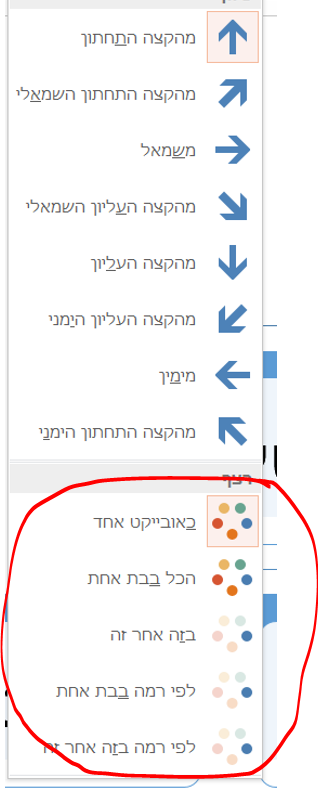 מהקצה התחתון
מהקצה התחתון השמאלי
משמאל
מהקצה העליון השמאלי
מהקצה העליון
מהקצה העליון הימני
מימין
מהקצה התחתון הימני
רצף
כאובייקט אחד
הכל בבת אחת
בזה אחר זה
לפי רמה בבת אחת
לפי רמה בזה אחר זה